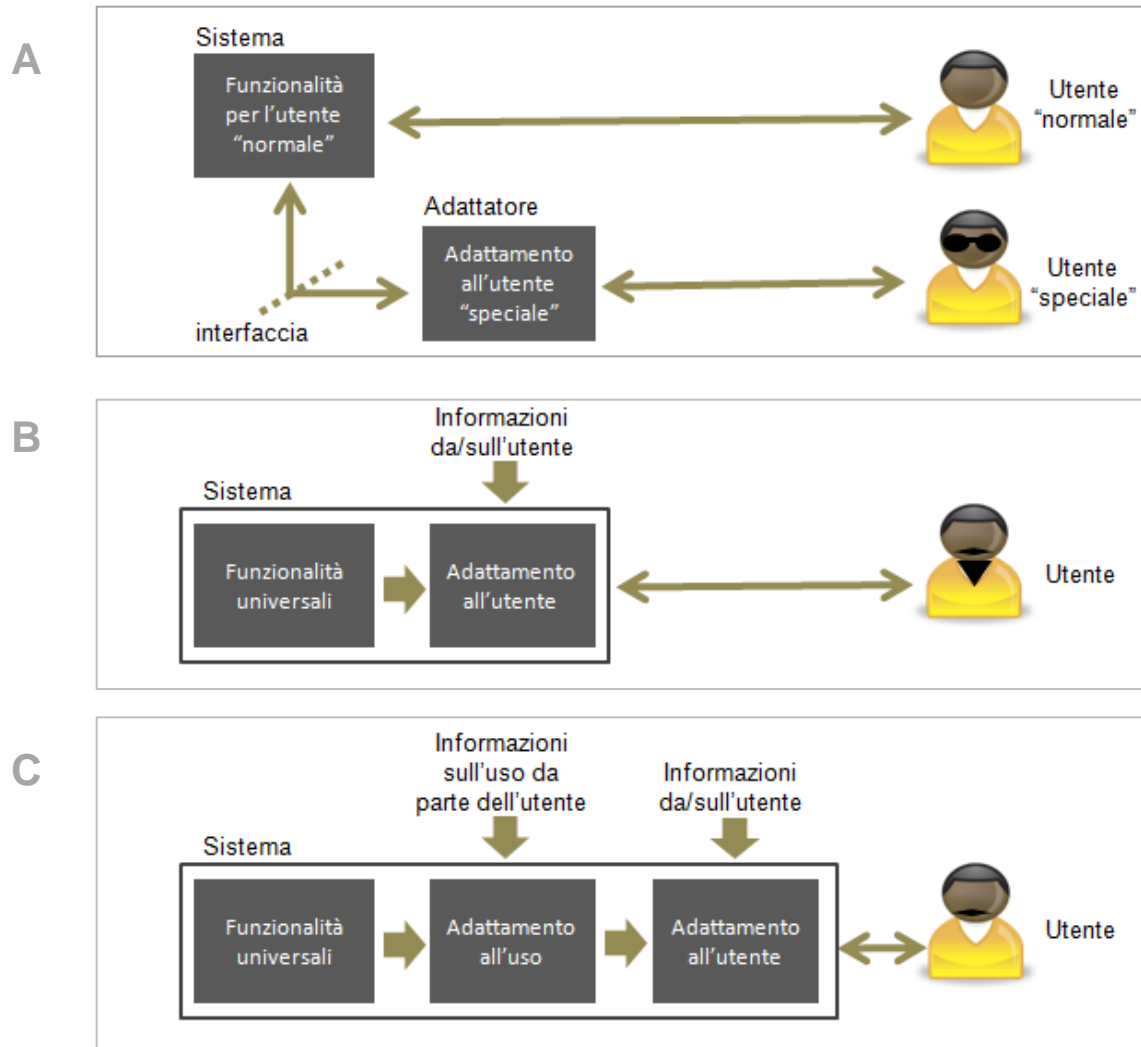 A
Sistema
Funzionalità
per l'utente
“normale”
Utente
“normale”
Adattatore
Adattamento
all'utente
“speciale”
Utente
“speciale”
interfaccia
B
Informazioni
da/sull'utente
Sistema
Funzionalità
universali
Adattamento
all'utente
Utente
C
Informazioni
sull'uso da
parte dell'utente
Informazioni
da/sull'utente
Sistema
Funzionalità
universali
Adattamento
all'uso
Adattamento
all'utente
Utente